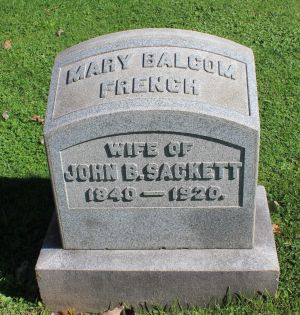 MARY BALCOM
FRENCH
WIFE OF
JOHN B. SACKETT
1840 — 1920.